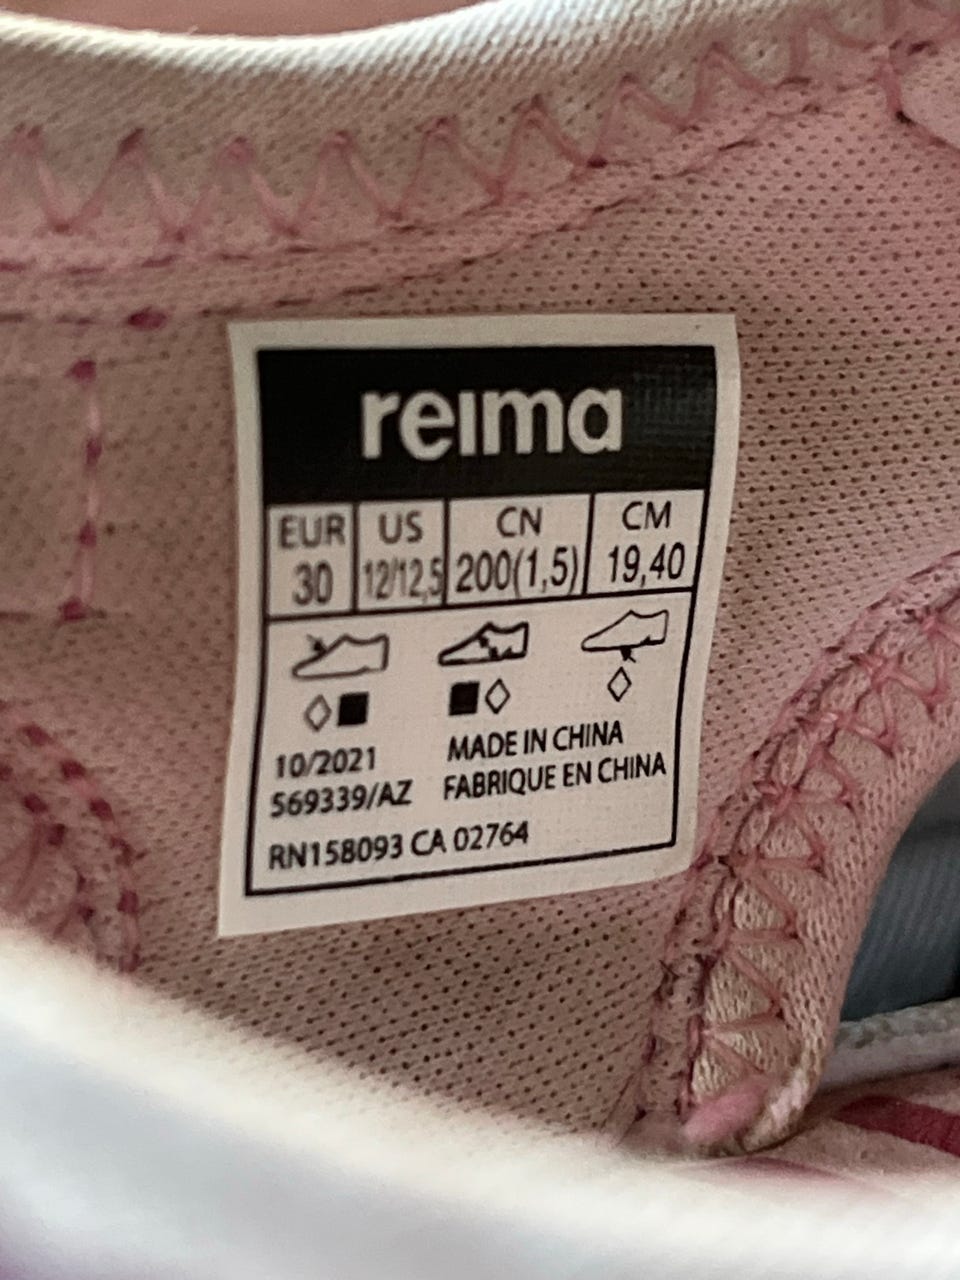 reima
EUR US CN CM
30 12/12,5 200(1,5) 19,40
10/2021 MADE IN CHINA
569339/AZ FABRIQUE EN CHINA
RN158093 CA 02764